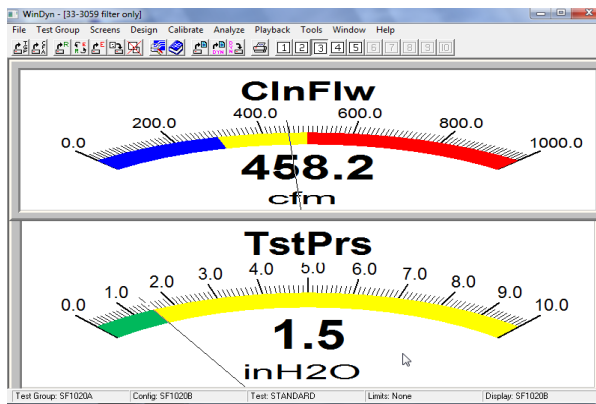 WinDyn - [33-3059 filter only]
File Test Group Screens Design Calibrate Analyze Playback Tools Window Help
1 2 3 4 5 6 7 8 9 10
ClnFlw
0.0 200.0 400.0 600.0 800.0 1000.0
458.2
cfm
TstPrs
0.0 1.0 2.0 3.0 4.0 5.0 6.0 7.0 8.0 9.0 10.0
1.5
inH2O
Test Group: SF1020A Config: SF1020B Test: STANDARD Limits: None Display: SF1020B